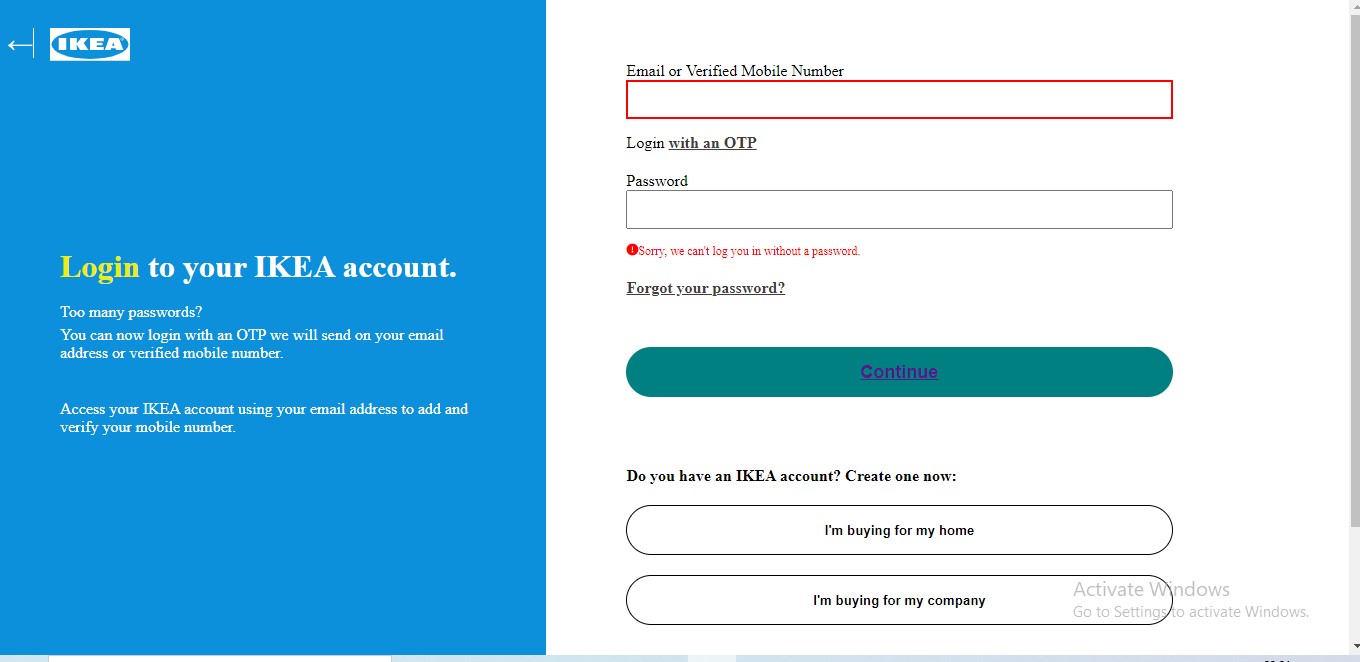 IKEA
Login to your IKEA account.
Too many passwords?
You can now login with an OTP we will send on your email
address or verified mobile number.
Access your IKEA account using your email address to add and
verify your mobile number.
Email or Verified Mobile Number
Login with an OTP
Password
Sorry, we can't log you in without a password.
Forgot your password?
Continue
Do you have an IKEA account? Create one now:
I'm buying for my home
I'm buying for my company
Activate Windows
Go to Settings to activate Windows.